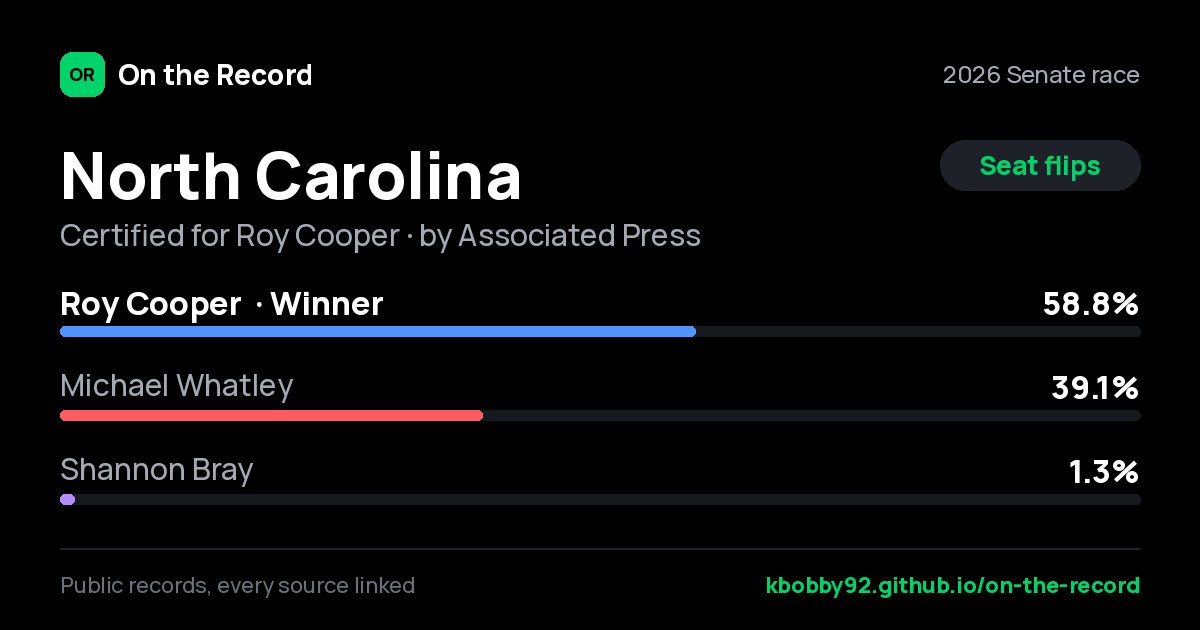 OR On the Record
2026 Senate race
North Carolina
Seat flips
Certified for Roy Cooper · by Associated Press
Roy Cooper · Winner 58.8%
Michael Whatley 39.1%
Shannon Bray 1.3%
Public records, every source linked
kbobby92.github.io/on-the-record